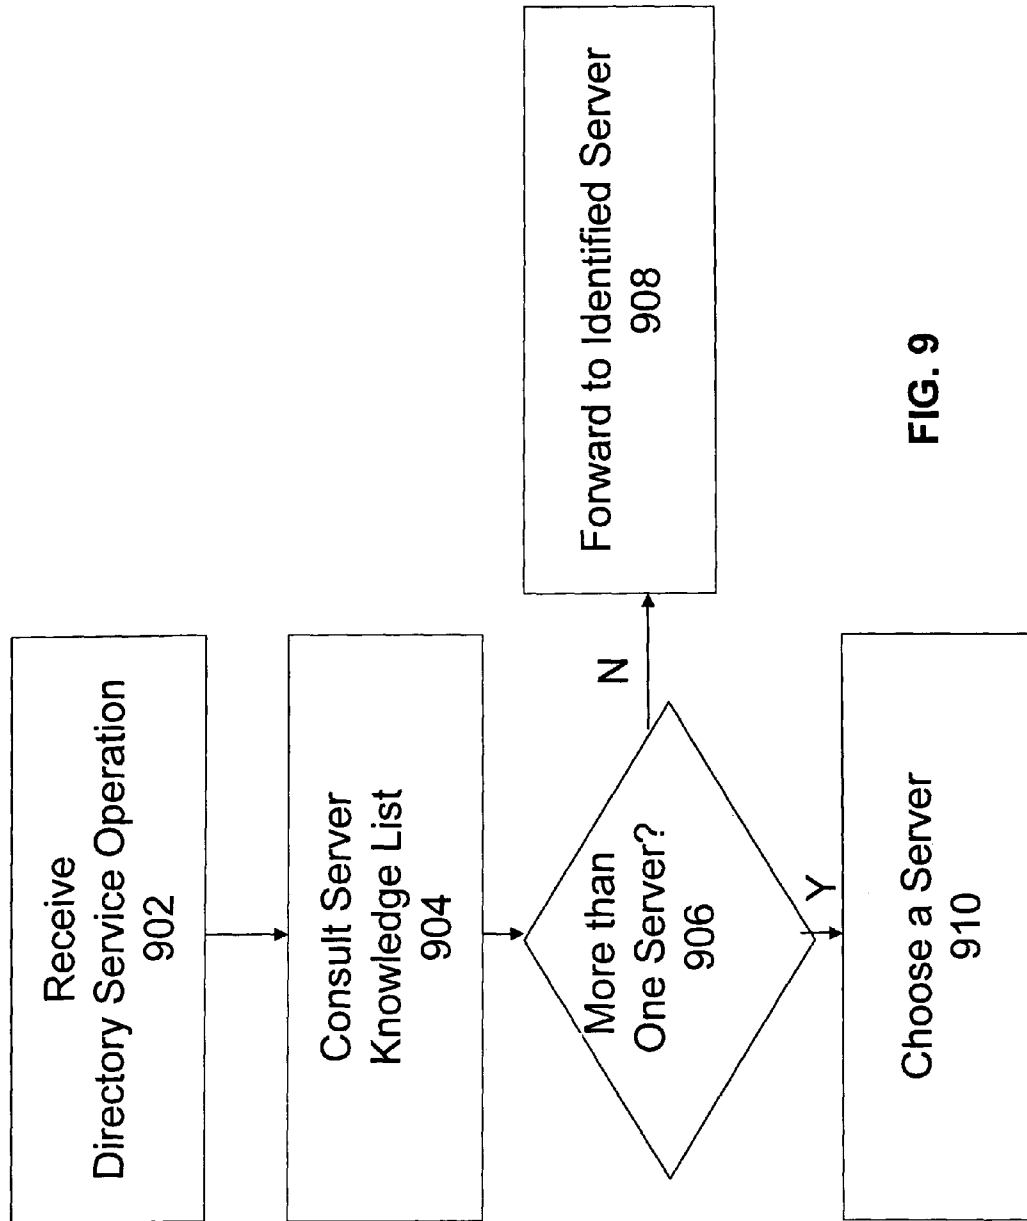 Receive
Directory Service Operation
902
Consult Server
Knowledge List
904
More than
One Server?
906
N
Forward to Identified Server
908
Y
Choose a Server
910
FIG. 9